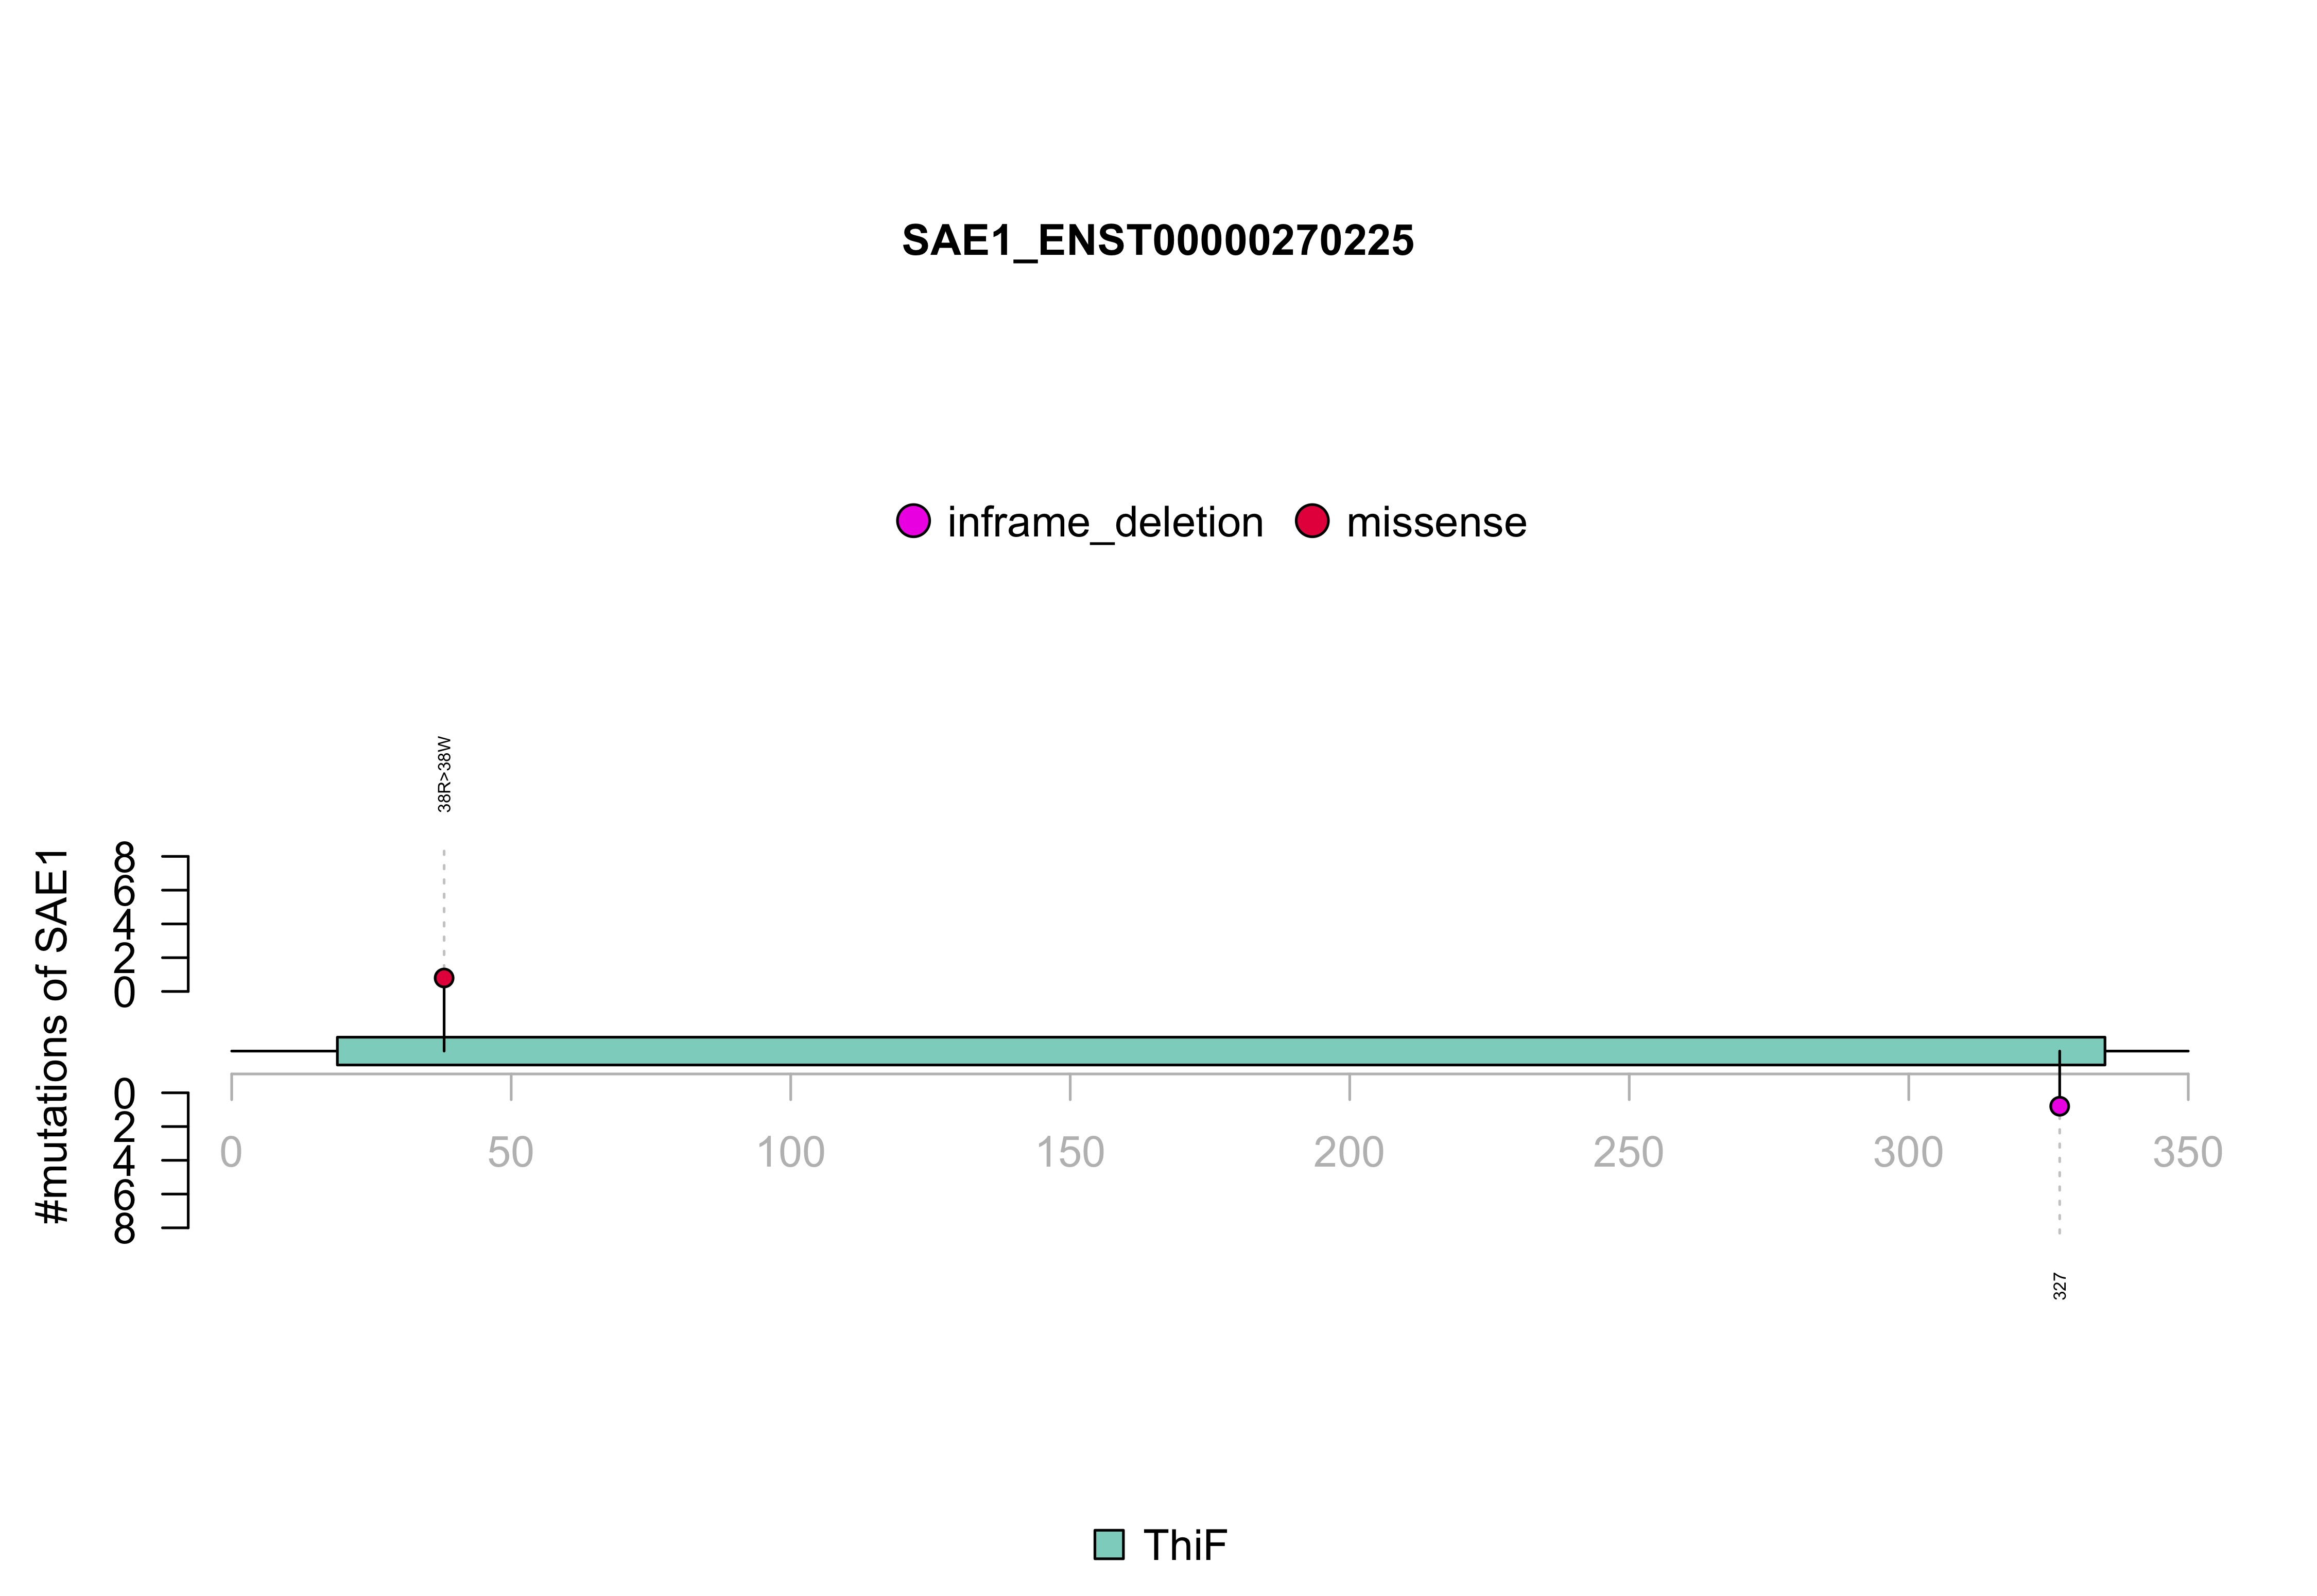 SAE1_ENST00000270225
inframe_deletion missense
38R>38W
#mutations of SAE1
8
6
4
2
0
0
2
4
6
8
0 50 100 150 200 250 300 350
327
ThiF